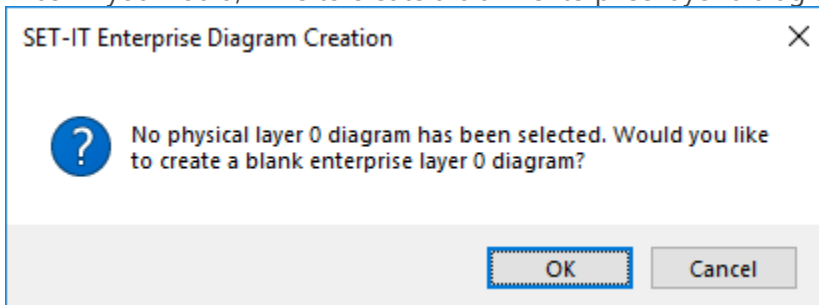 SET-IT Enterprise Diagram Creation
No physical layer 0 diagram has been selected. Would you like
to create a blank enterprise layer 0 diagram?
OK
Cancel